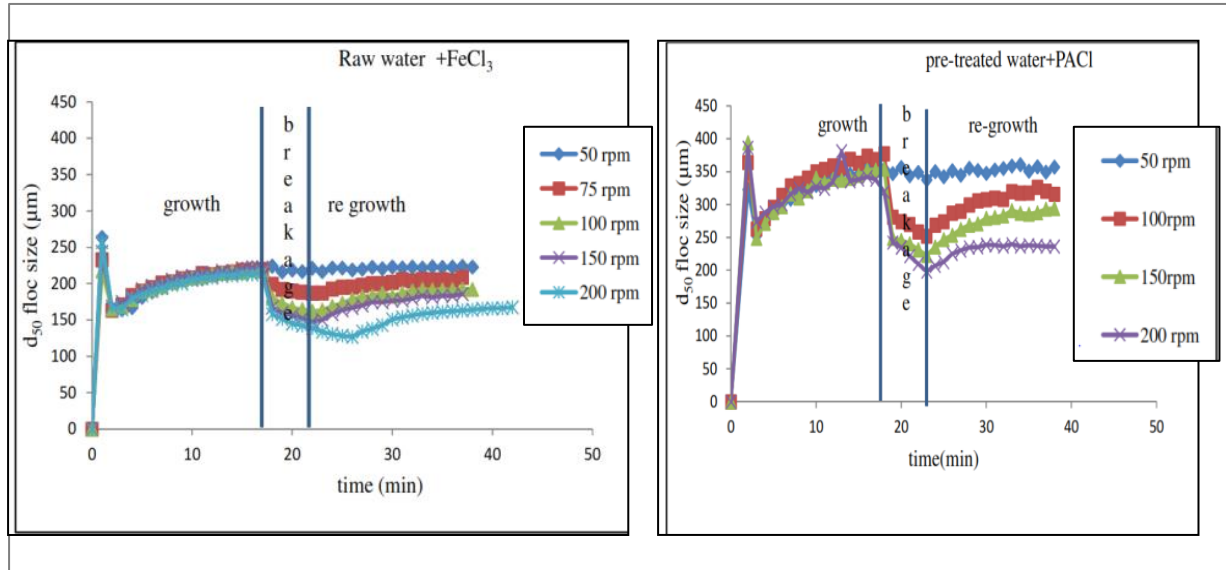 Raw water +FeCl₃
450
400
350
300
250
200
150
100
50
0
d₅₀ floc size (µm)
growth
b
r
e
a
k
a
g
e
re growth
0
10
20
30
40
50
time (min)
50 rpm
75 rpm
100 rpm
150 rpm
200 rpm
pre-treated water+PACl
450
400
350
300
250
200
150
100
50
0
d₅₀ floc size (µm)
growth
b
r
e
a
k
a
g
e
re-growth
0
10
20
30
40
50
time(min)
50 rpm
100rpm
150rpm
200 rpm